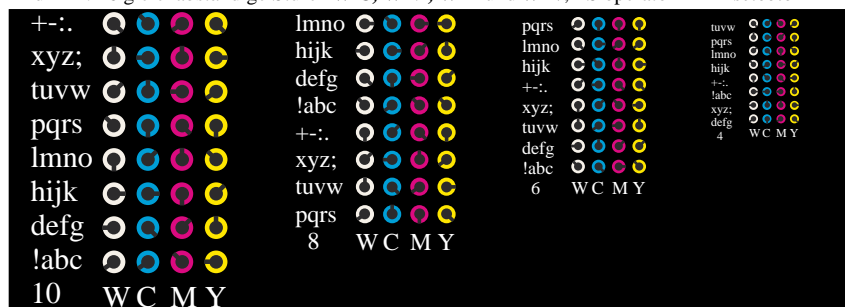 +-:.
xyz;
tuvw
pqrs
lmno
hijk
defg
!abc
10 W C M Y
lmno
hijk
defg
!abc
+-:.
xyz;
tuvw
pqrs
8 W C M Y
pqrs
lmno
hijk
+-:.
xyz;
tuvw
defg
!abc
6 W C M Y
tuvw
pqrs
lmno
hijk
+-:.
!abc
xyz;
defg
4 W C M Y